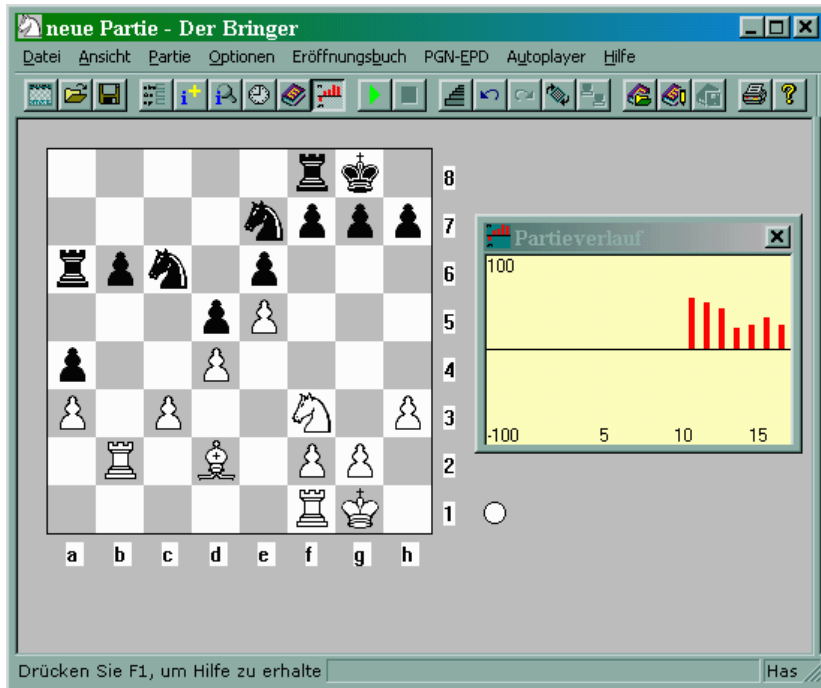 neue Partie - Der Bringer
Datei Ansicht Partie Optionen Eröffnungsbuch PGN-EPD Autoplayer Hilfe
8
7
Partieverlauf
6
100
5
4
3
-100 5 10 15
2
1
a b c d e f g h
Drücken Sie F1, um Hilfe zu erhalte
Has